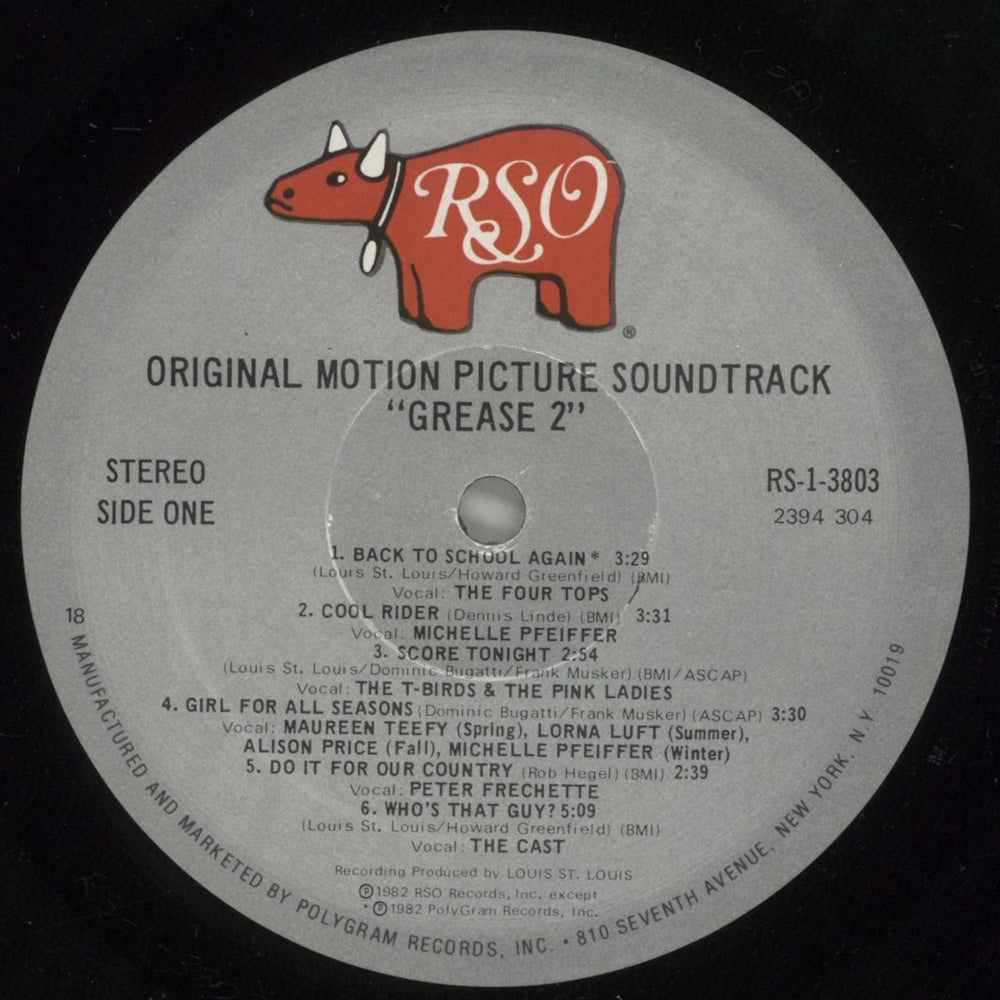 RSO
®
ORIGINAL MOTION PICTURE SOUNDTRACK
“GREASE 2”
STEREO
SIDE ONE
RS-1-3803
2394 304
1. BACK TO SCHOOL AGAIN* 3:29
(Louis St. Louis/Howard Greenfield) (BMI)
Vocal: THE FOUR TOPS
2. COOL RIDER (Dennis Linde) (BMI) 3:31
Vocal: MICHELLE PFEIFFER
3. SCORE TONIGHT 2:54
(Louis St. Louis/Dominic Bugatti/Frank Musker) (BMI/ASCAP)
Vocal: THE T-BIRDS & THE PINK LADIES
4. GIRL FOR ALL SEASONS (Dominic Bugatti/Frank Musker) (ASCAP) 3:30
Vocal: MAUREEN TEEFY (Spring), LORNA LUFT (Summer),
ALISON PRICE (Fall), MICHELLE PFEIFFER (Winter)
5. DO IT FOR OUR COUNTRY (Rob Hegel) (BMI) 2:39
Vocal: PETER FRECHETTE
6. WHO'S THAT GUY? 5:09
(Louis St. Louis/Howard Greenfield) (BMI)
Vocal: THE CAST
Recording Produced by LOUIS ST. LOUIS
℗1982 RSO Records, Inc. except
*℗1982 PolyGram Records, Inc.
18
MANUFACTURED AND MARKETED BY POLYGRAM RECORDS, INC. • 810 SEVENTH AVENUE, NEW YORK, N.Y. 10019